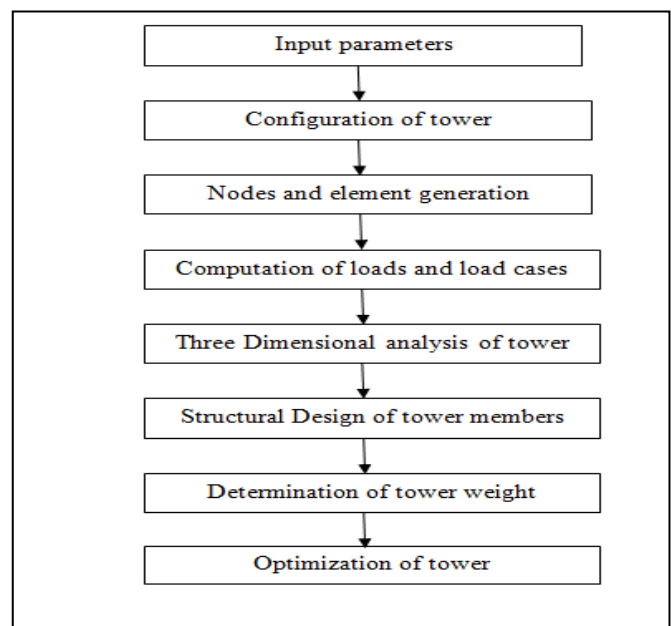 Input parameters
Configuration of tower
Nodes and element generation
Computation of loads and load cases
Three Dimensional analysis of tower
Structural Design of tower members
Determination of tower weight
Optimization of tower